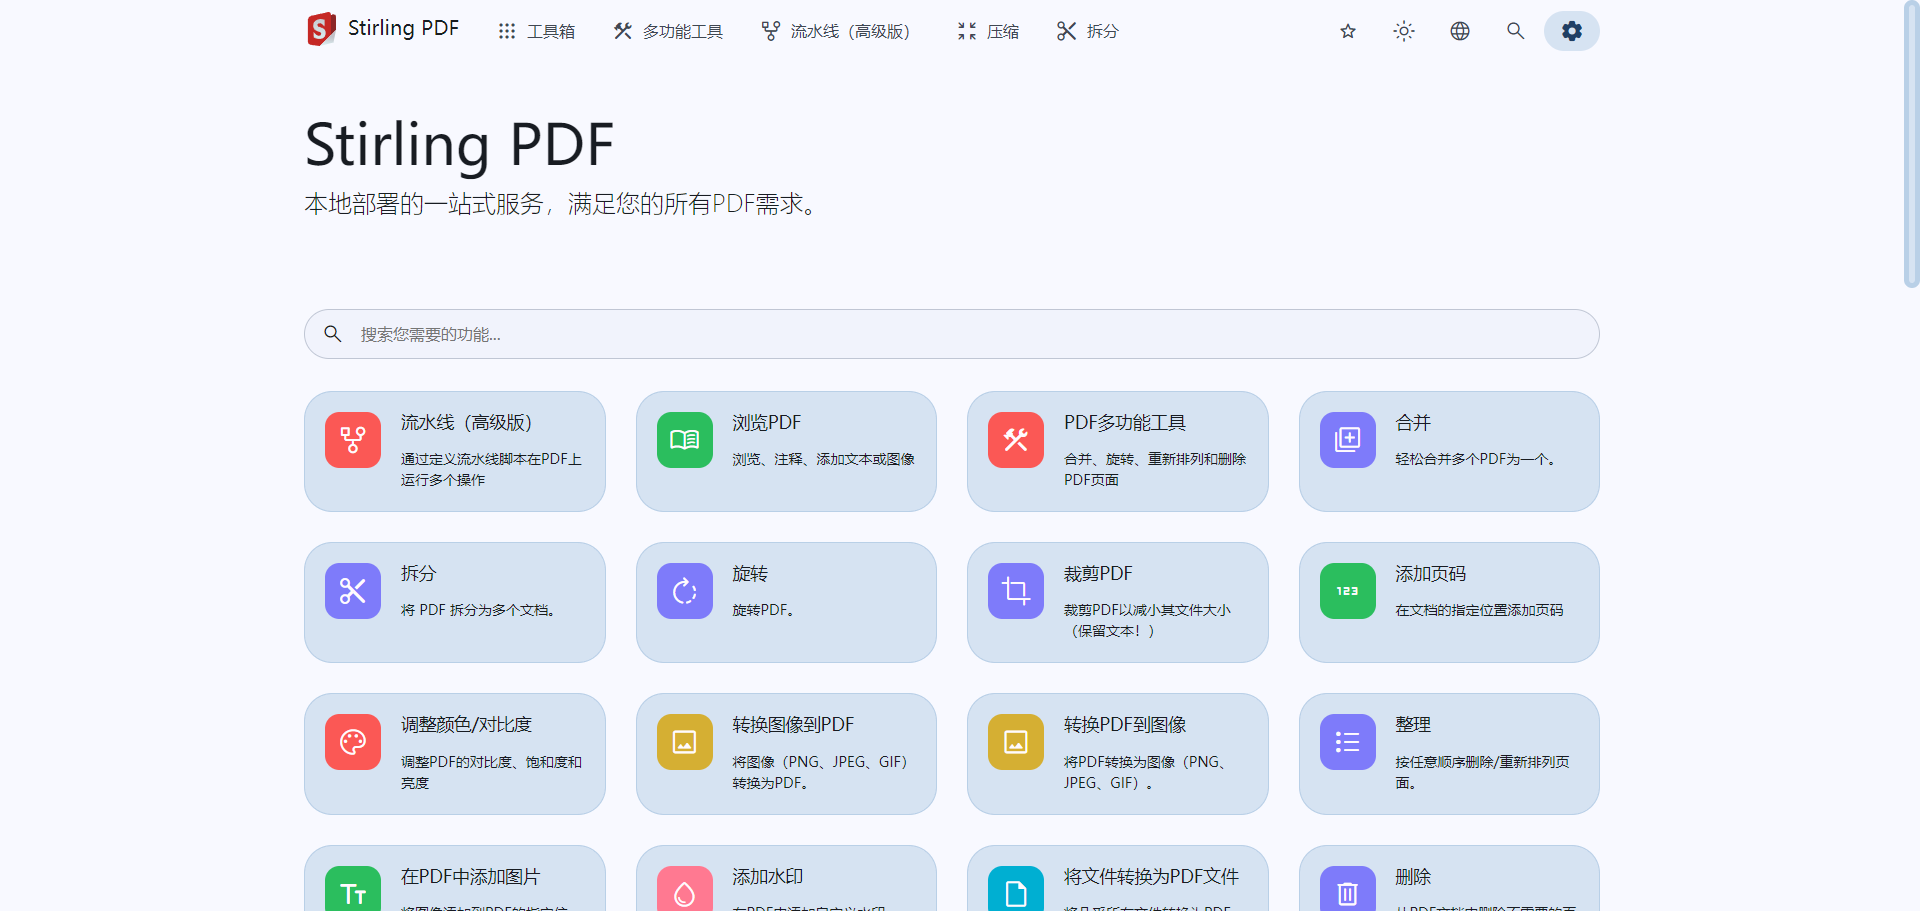 Stirling PDF 工具箱 多功能工具 流水线（高级版） 压缩 拆分
Stirling PDF
本地部署的一站式服务，满足您的所有PDF需求。
搜索您需要的功能...
流水线（高级版）
通过定义流水线脚本在PDF上
运行多个操作
浏览PDF
浏览、注释、添加文本或图像
PDF多功能工具
合并、旋转、重新排列和删除
PDF页面
合并
轻松合并多个PDF为一个。
拆分
将 PDF 拆分为多个文档。
旋转
旋转PDF。
裁剪PDF
裁剪PDF以减小其文件大小
（保留文本！）
123
添加页码
在文档的指定位置添加页码
调整颜色/对比度
调整PDF的对比度、饱和度和
亮度
转换图像到PDF
将图像（PNG、JPEG、GIF）
转换为PDF。
转换PDF到图像
将PDF转换为图像（PNG、
JPEG、GIF）。
整理
按任意顺序删除/重新排列页
面。
在PDF中添加图片
添加水印
将文件转换为PDF文件
删除